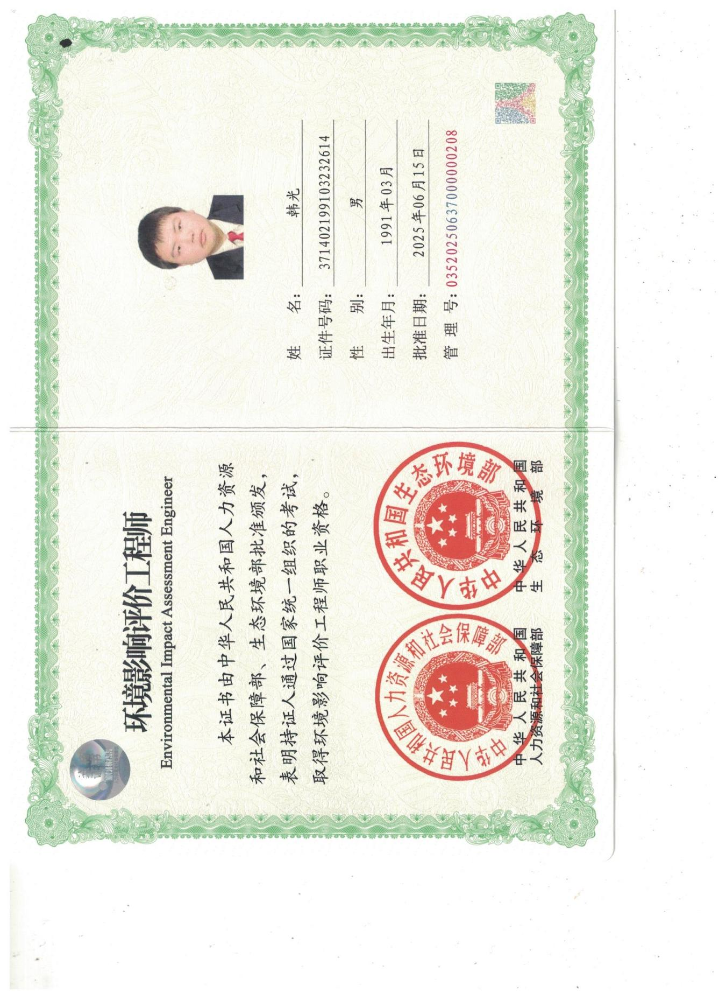 环境影响评价工程师
Environmental Impact Assessment Engineer
本证书由中华人民共和国人力资源
和社会保障部、生态环境部批准颁发，
表明持证人通过国家统一组织的考试，
取得环境影响评价工程师职业资格。
中华人民共和国人力资源和社会保障部
中华人民共和国
人力资源和社会保障部
中华人民共和国生态环境部
中华人民共和国
生态环境部
姓名：韩光
证件号码：371402199103232614
性别：男
出生年月：1991年03月
批准日期：2025年06月15日
管理号：03520250637000000208